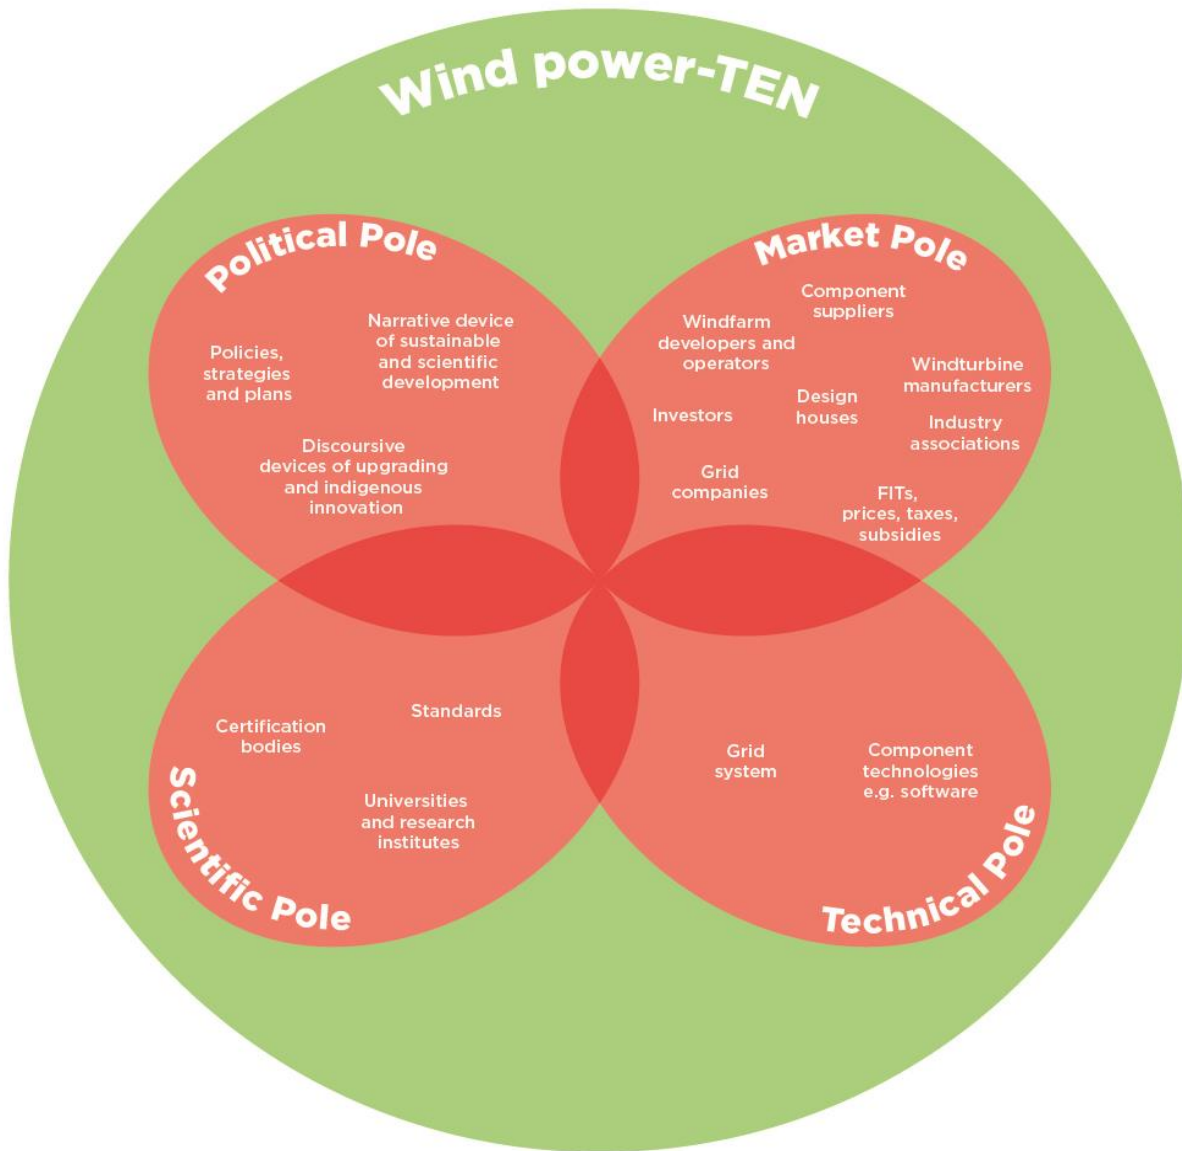 Wind power-TEN
Political Pole
Narrative device
of sustainable
and scientific
development
Policies,
strategies
and plans
Discoursive
devices of upgrading
and indigenous
innovation
Market Pole
Component
suppliers
Windfarm
developers and
operators
Windturbine
manufacturers
Design
houses
Investors
Industry
associations
Grid
companies
FITs,
prices, taxes,
subsidies
Scientific Pole
Standards
Certification
bodies
Universities
and research
institutes
Technical Pole
Grid
system
Component
technologies
e.g. software